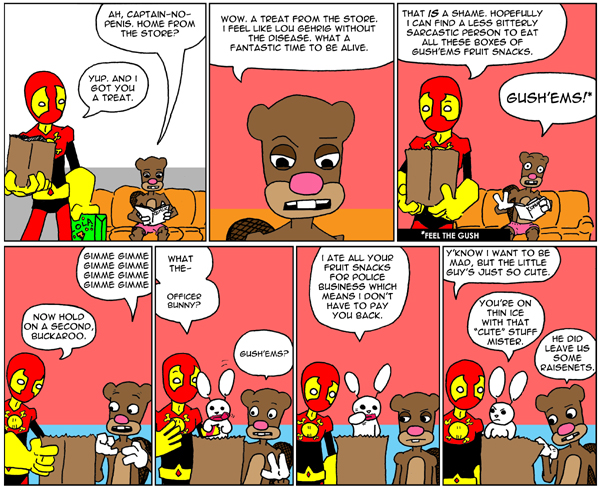 AH, CAPTAIN-NO-
PENIS. HOME FROM
THE STORE?
YUP. AND I
GOT YOU
A TREAT.
WOW. A TREAT FROM THE STORE.
I FEEL LIKE LOU GEHRIG WITHOUT
THE DISEASE. WHAT A
FANTASTIC TIME TO BE ALIVE.
THAT IS A SHAME. HOPEFULLY
I CAN FIND A LESS BITTERLY
SARCASTIC PERSON TO EAT
ALL THESE BOXES OF
GUSH'EMS FRUIT SNACKS.
GUSH'EMS!*
*FEEL THE GUSH
GIMME GIMME
GIMME GIMME
GIMME GIMME
GIMME GIMME
NOW HOLD
ON A SECOND,
BUCKAROO.
WHAT
THE-
OFFICER
BUNNY?
GUSH'EMS?
I ATE ALL YOUR
FRUIT SNACKS
FOR POLICE
BUSINESS WHICH
MEANS I DON'T
HAVE TO PAY
YOU BACK.
Y'KNOW I WANT TO BE
MAD, BUT THE LITTLE
GUY'S JUST SO CUTE.
YOU'RE ON
THIN ICE
WITH THAT
"CUTE" STUFF
MISTER.
HE DID
LEAVE US
SOME
RAISENETS.